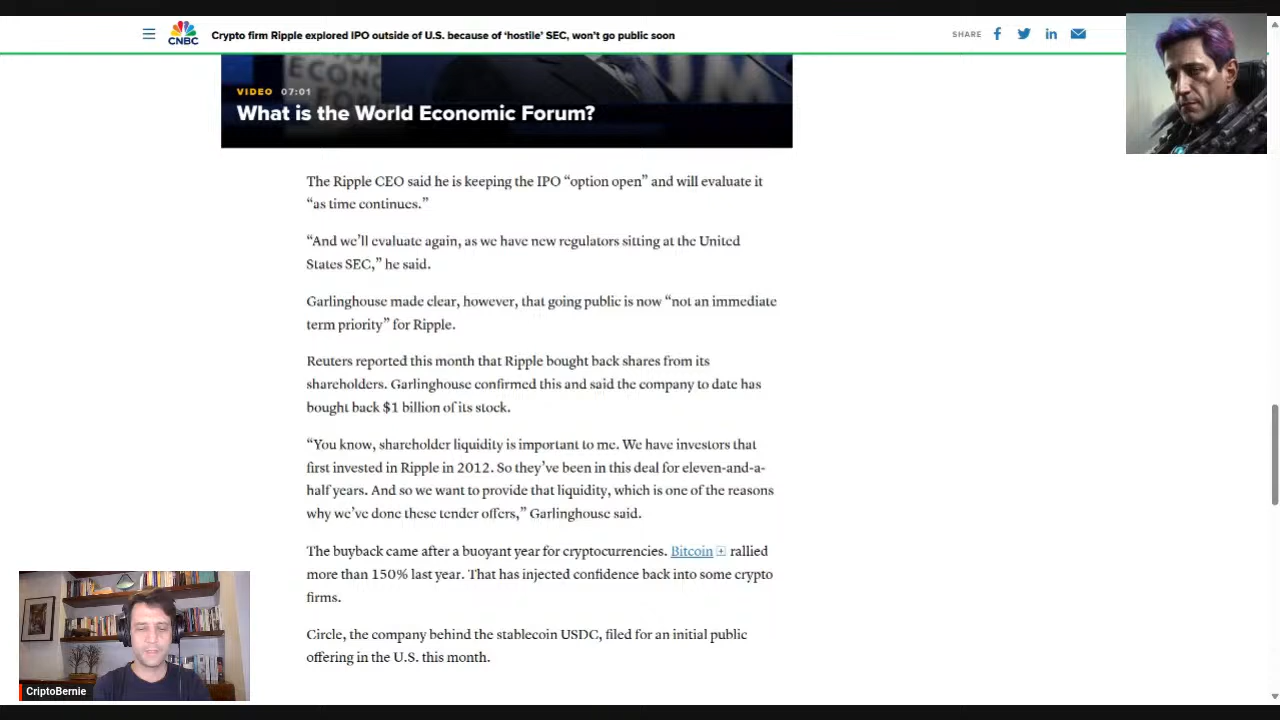 CNBC
Crypto firm Ripple explored IPO outside of U.S. because of ‘hostile’ SEC, won’t go public soon
SHARE
ECONO
VIDEO 07:01
What is the World Economic Forum?
The Ripple CEO said he is keeping the IPO “option open” and will evaluate it
“as time continues.”
“And we’ll evaluate again, as we have new regulators sitting at the United
States SEC,” he said.
Garlinghouse made clear, however, that going public is now “not an immediate
term priority” for Ripple.
Reuters reported this month that Ripple bought back shares from its
shareholders. Garlinghouse confirmed this and said the company to date has
bought back $1 billion of its stock.
“You know, shareholder liquidity is important to me. We have investors that
first invested in Ripple in 2012. So they’ve been in this deal for eleven-and-a-
half years. And so we want to provide that liquidity, which is one of the reasons
why we’ve done these tender offers,” Garlinghouse said.
The buyback came after a buoyant year for cryptocurrencies. Bitcoin rallied
more than 150% last year. That has injected confidence back into some crypto
firms.
Circle, the company behind the stablecoin USDC, filed for an initial public
offering in the U.S. this month.
CriptoBernie